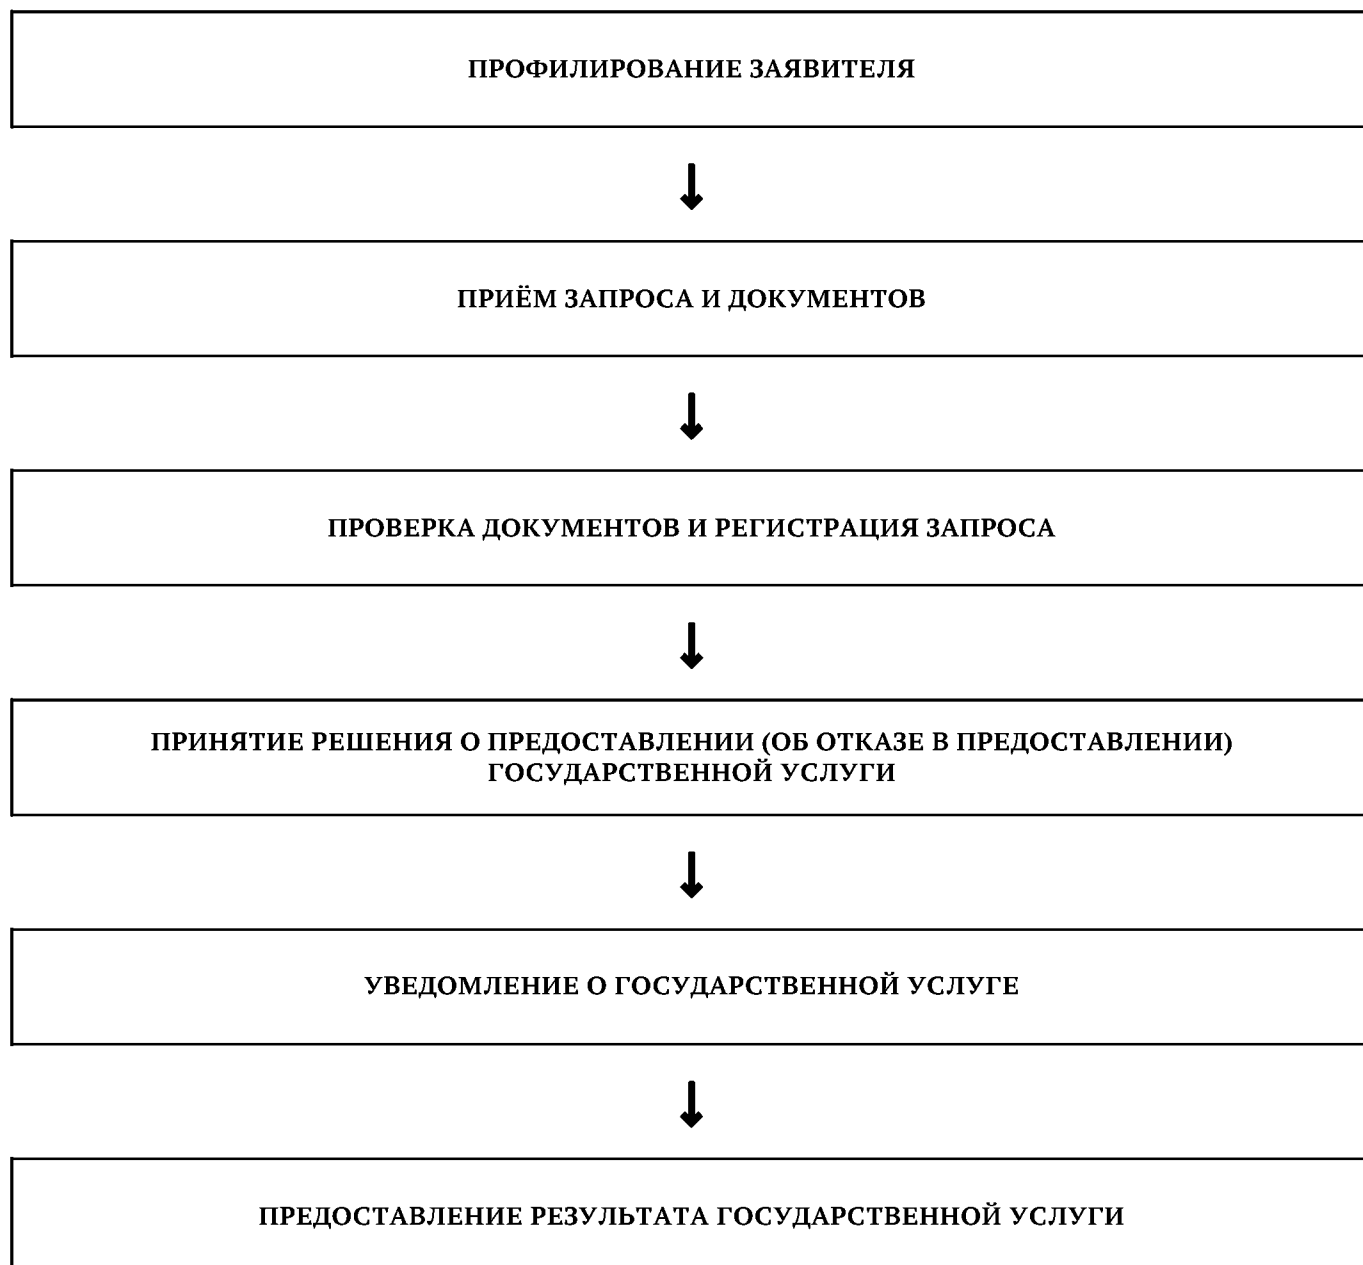 ПРОФИЛИРОВАНИЕ ЗАЯВИТЕЛЯ
ПРИЁМ ЗАПРОСА И ДОКУМЕНТОВ
ПРОВЕРКА ДОКУМЕНТОВ И РЕГИСТРАЦИЯ ЗАПРОСА
ПРИНЯТИЕ РЕШЕНИЯ О ПРЕДОСТАВЛЕНИИ (ОБ ОТКАЗЕ В ПРЕДОСТАВЛЕНИИ)
ГОСУДАРСТВЕННОЙ УСЛУГИ
УВЕДОМЛЕНИЕ О ГОСУДАРСТВЕННОЙ УСЛУГЕ
ПРЕДОСТАВЛЕНИЕ РЕЗУЛЬТАТА ГОСУДАРСТВЕННОЙ УСЛУГИ